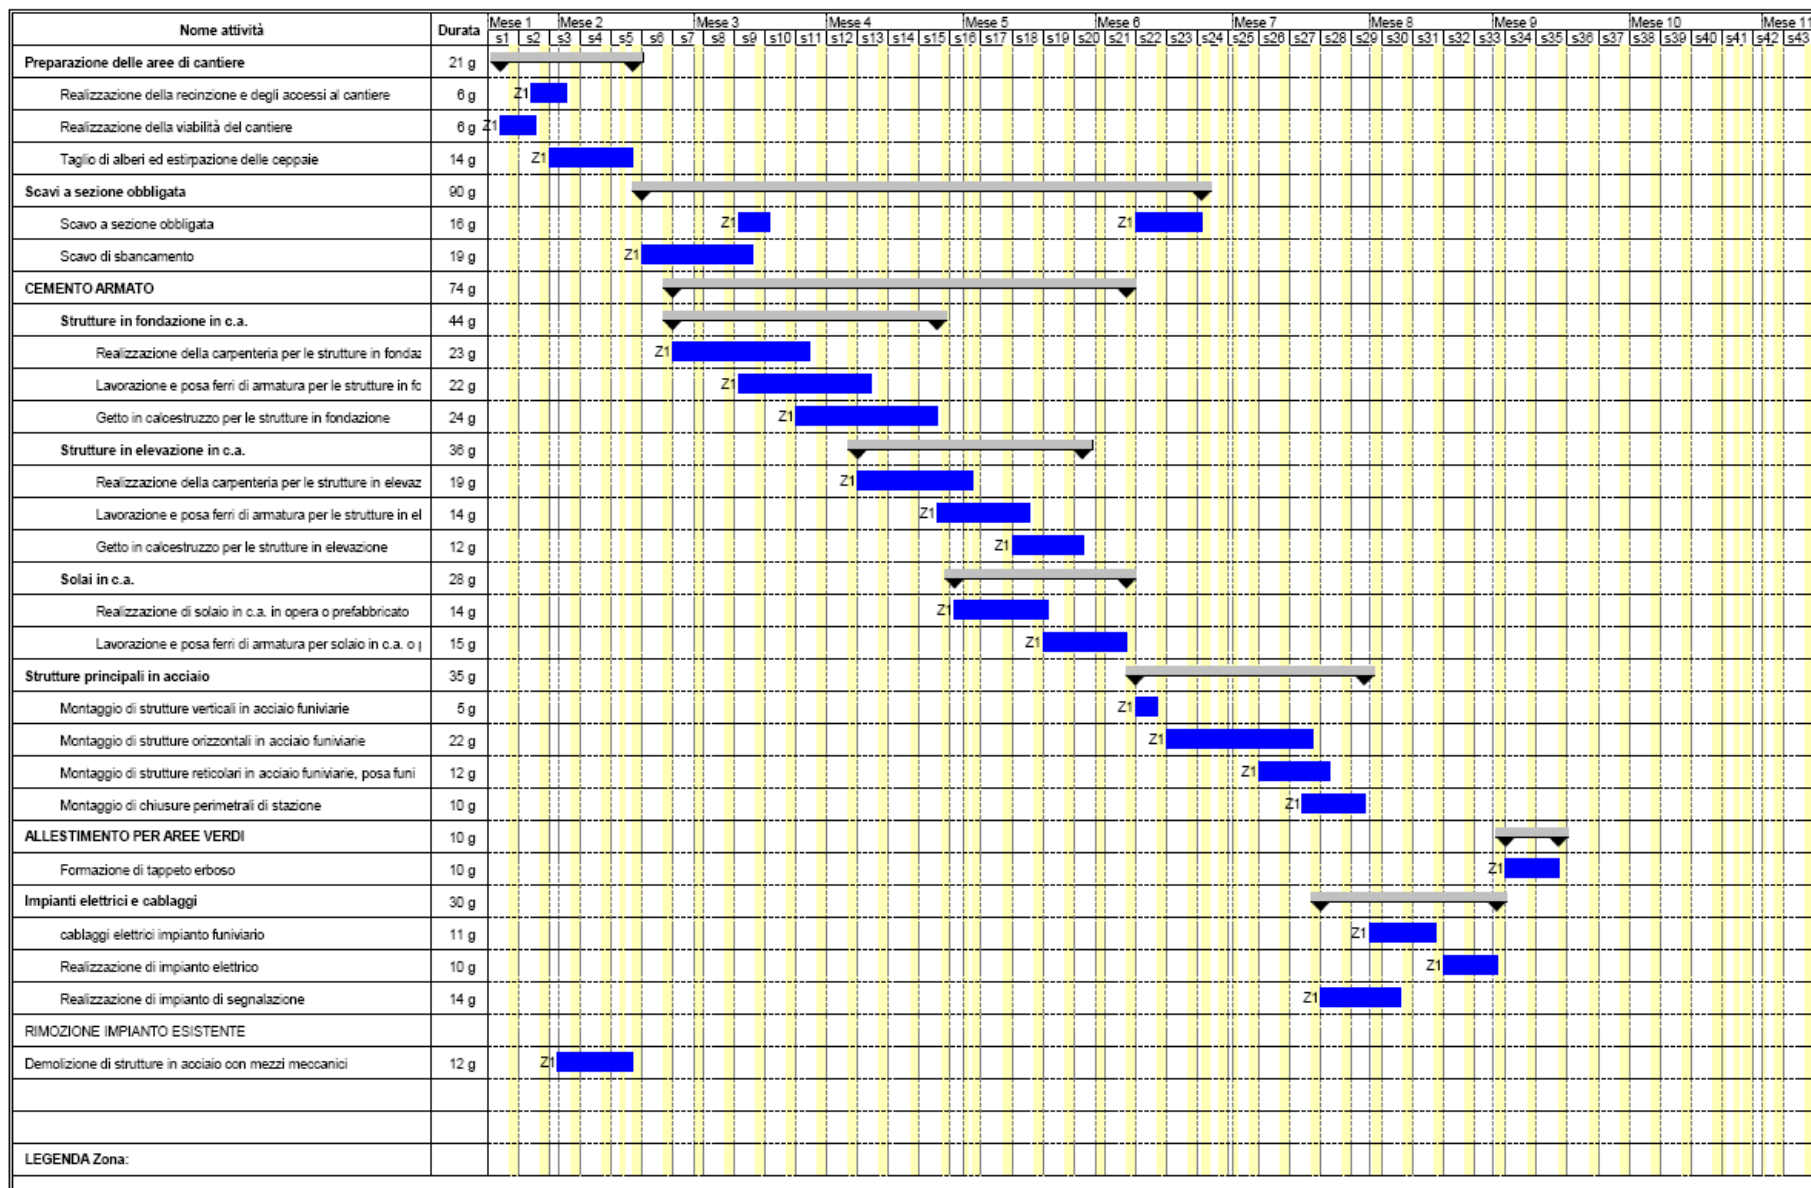 Nome attività Durata Mese 1 Mese 2 Mese 3 Mese 4 Mese 5 Mese 6 Mese 7 Mese 8 Mese 9 Mese 10 Mese 11
s1 s2 s3 s4 s5 s6 s7 s8 s9 s10 s11 s12 s13 s14 s15 s16 s17 s18 s19 s20 s21 s22 s23 s24 s25 s26 s27 s28 s29 s30 s31 s32 s33 s34 s35 s36 s37 s38 s39 s40 s41 s42 s43
Preparazione delle aree di cantiere 21 g
Realizzazione della recinzione e degli accessi al cantiere 6 g Z1
Realizzazione della viabilità del cantiere 6 g Z1
Taglio di alberi ed estirpazione delle ceppaie 14 g Z1
Scavi a sezione obbligata 90 g
Scavo a sezione obbligata 16 g Z1 Z1
Scavo di sbancamento 19 g Z1
CEMENTO ARMATO 74 g
Strutture in fondazione in c.a. 44 g
Realizzazione della carpenteria per le strutture in fondaz 23 g Z1
Lavorazione e posa ferri di armatura per le strutture in fo 22 g Z1
Getto in calcestruzzo per le strutture in fondazione 24 g Z1
Strutture in elevazione in c.a. 36 g
Realizzazione della carpenteria per le strutture in elevaz 19 g Z1
Lavorazione e posa ferri di armatura per le strutture in el 14 g Z1
Getto in calcestruzzo per le strutture in elevazione 12 g Z1
Solai in c.a. 28 g
Realizzazione di solaio in c.a. in opera o prefabbricato 14 g Z1
Lavorazione e posa ferri di armatura per solaio in c.a. o 15 g Z1
Strutture principali in acciaio 35 g
Montaggio di strutture verticali in acciaio funiviarie 5 g Z1
Montaggio di strutture orizzontali in acciaio funiviarie 22 g Z1
Montaggio di strutture reticolari in acciaio funiviarie, posa funi 12 g Z1
Montaggio di chiusure perimetrali di stazione 10 g Z1
ALLESTIMENTO PER AREE VERDI 10 g
Formazione di tappeto erboso 10 g Z1
Impianti elettrici e cablaggi 30 g
cablaggi elettrici impianto funiviario 11 g Z1
Realizzazione di impianto elettrico 10 g Z1
Realizzazione di impianto di segnalazione 14 g Z1
RIMOZIONE IMPIANTO ESISTENTE
Demolizione di strutture in acciaio con mezzi meccanici 12 g Z1
LEGENDA Zona: